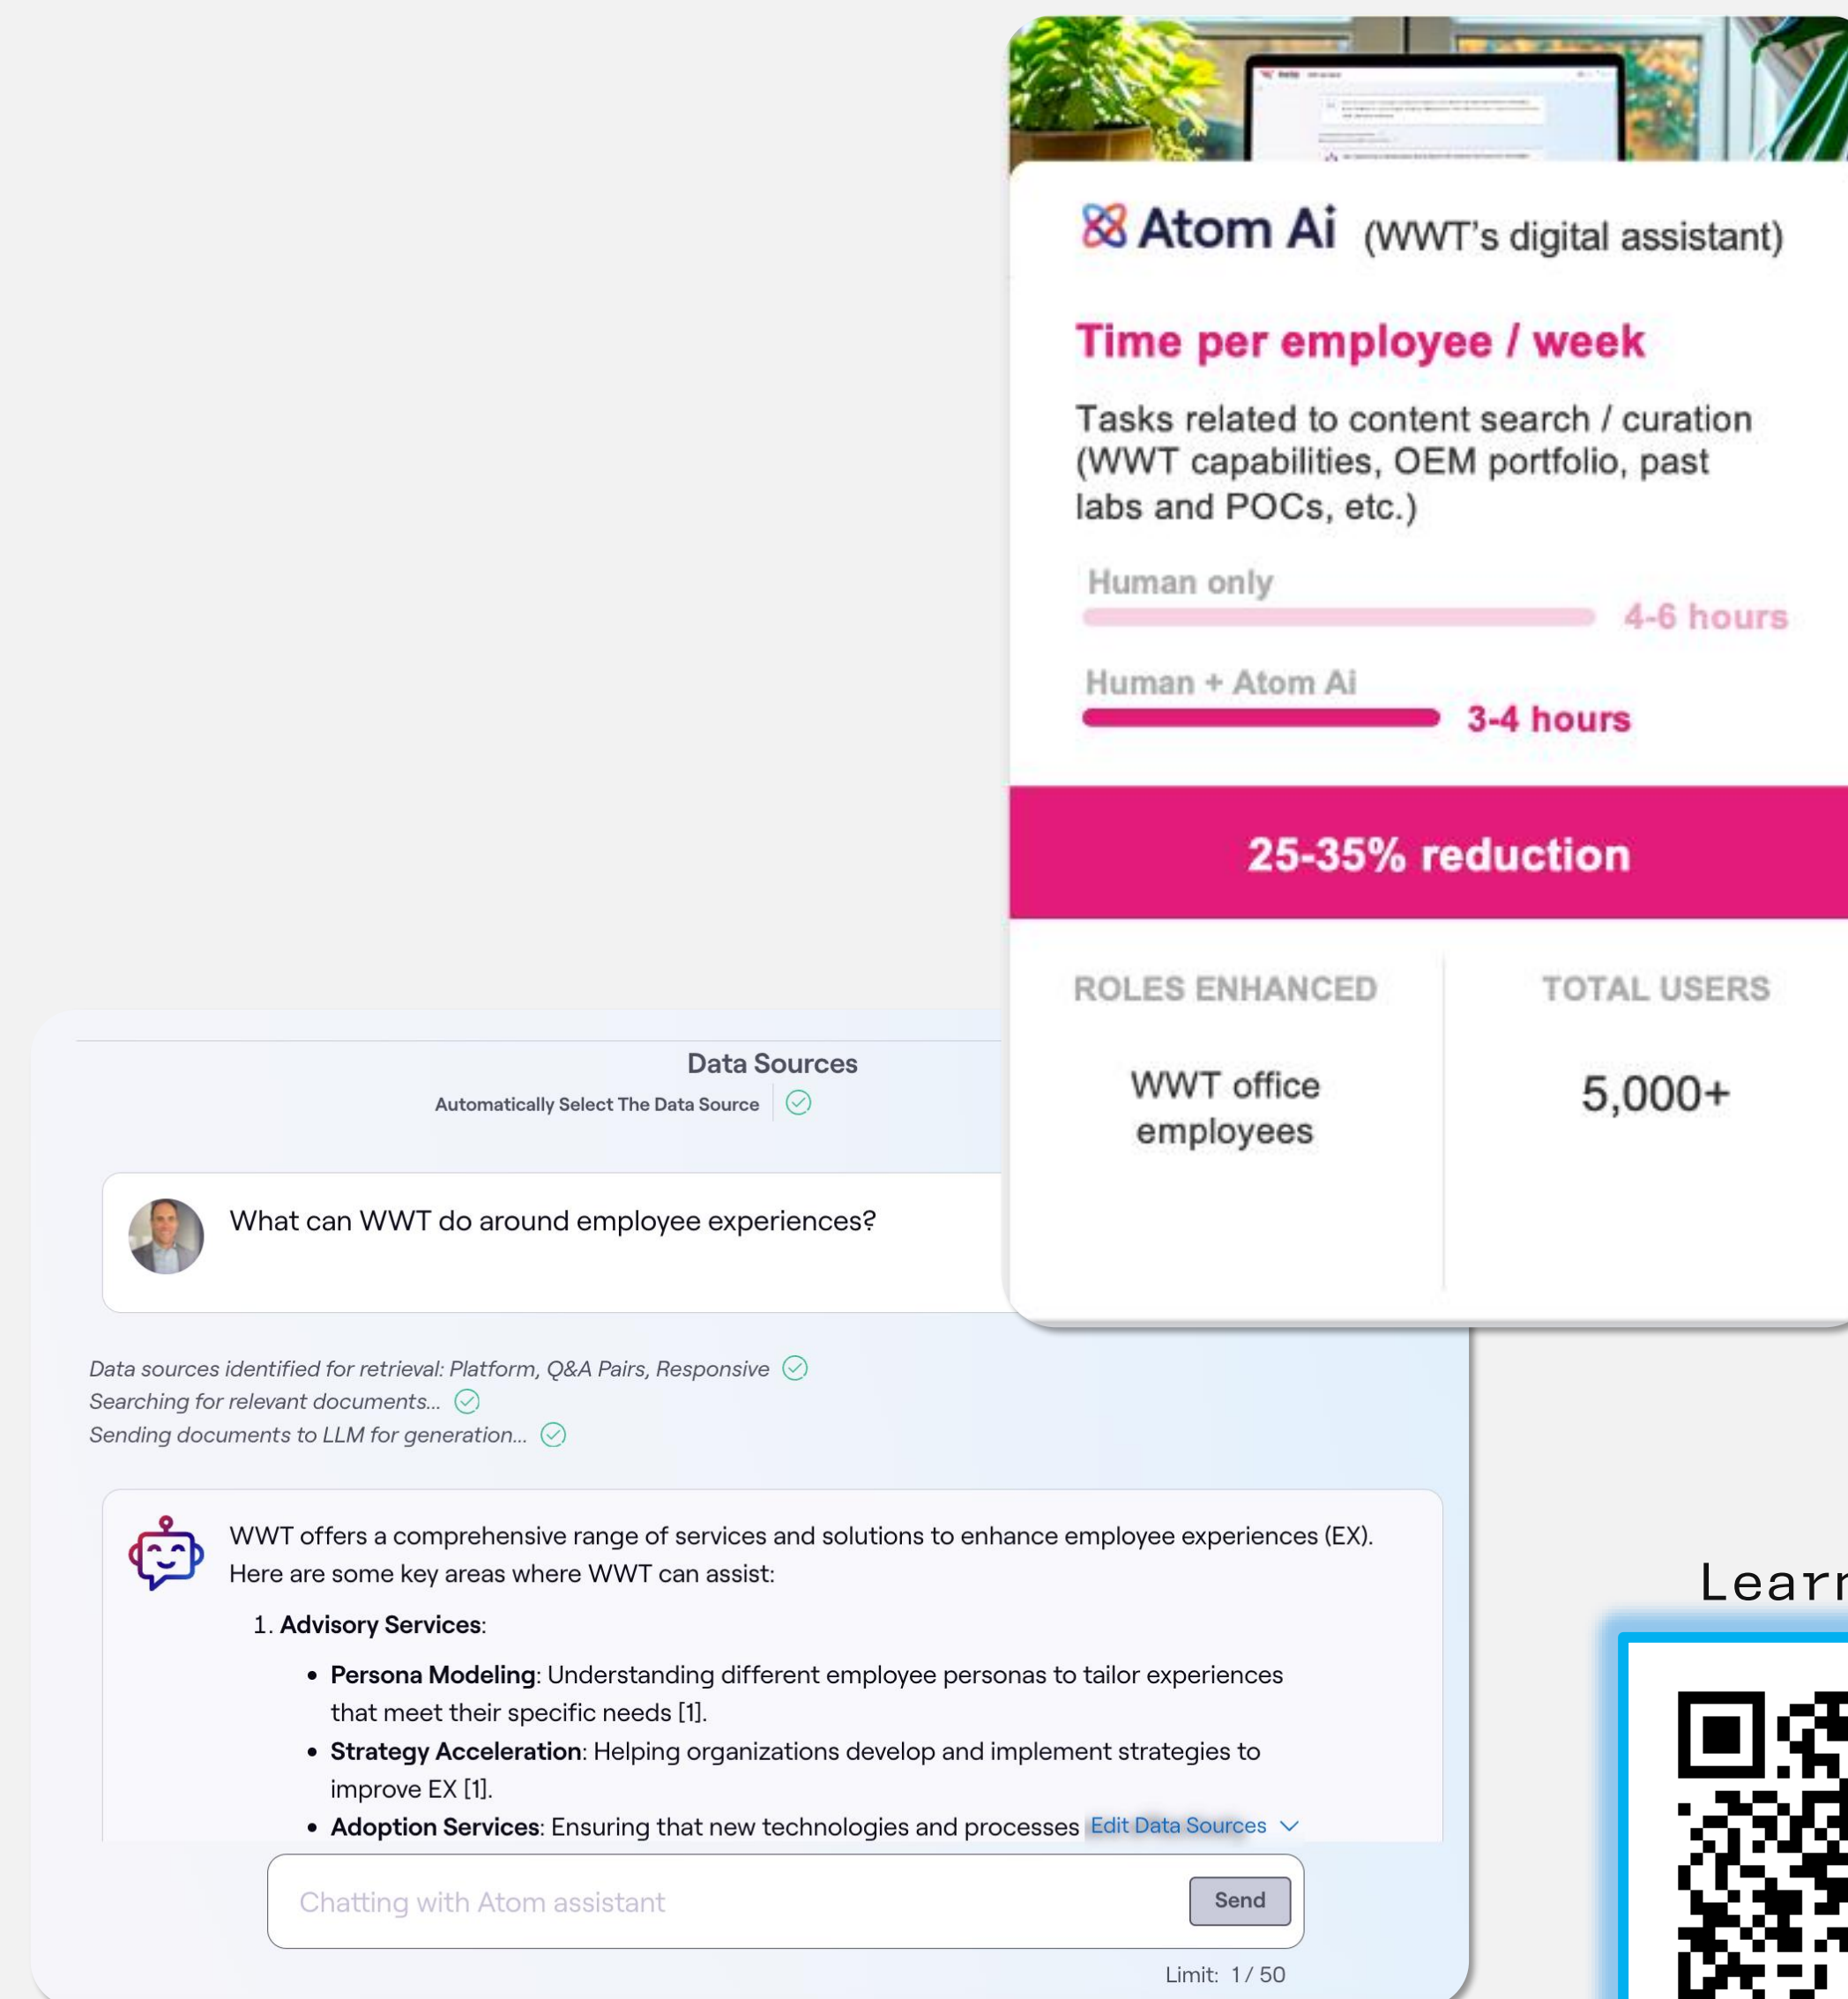 Atom Ai (WWT's digital assistant)
Time per employee / week
Tasks related to content search / curation
(WWT capabilities, OEM portfolio, past
labs and POCs, etc.)
Human only
4-6 hours
Human + Atom Ai
3-4 hours
25-35% reduction
ROLES ENHANCED
WWT office
employees
TOTAL USERS
5,000+
Data Sources
Automatically Select The Data Source
What can WWT do around employee experiences?
Data sources identified for retrieval: Platform, Q&A Pairs, Responsive
Searching for relevant documents...
Sending documents to LLM for generation...
WWT offers a comprehensive range of services and solutions to enhance employee experiences (EX).
Here are some key areas where WWT can assist:
1. Advisory Services:
• Persona Modeling: Understanding different employee personas to tailor experiences
that meet their specific needs [1].
• Strategy Acceleration: Helping organizations develop and implement strategies to
improve EX [1].
• Adoption Services: Ensuring that new technologies and processes
Edit Data Sources
Chatting with Atom assistant
Send
Limit: 1 / 50
Learn